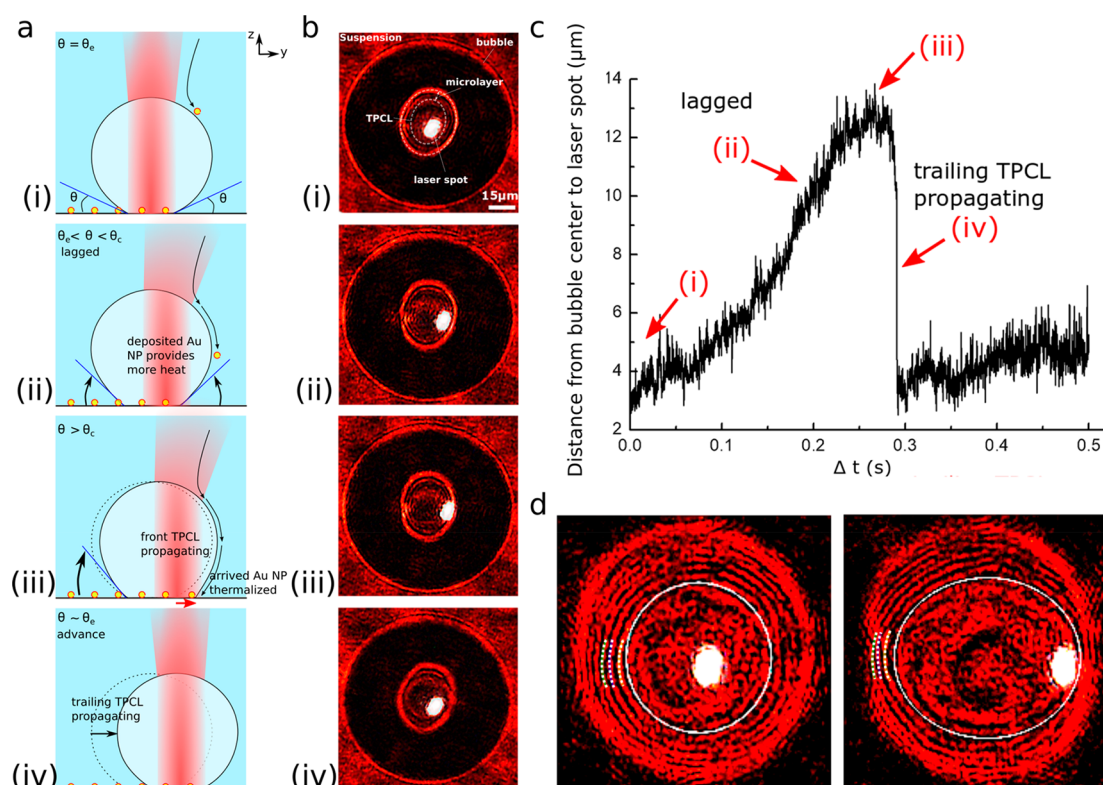 a
θ = θe
z
y
θ
θ
(i)
θe< θ < θc
lagged
deposited Au
NP provides
more heat
(ii)
θ > θc
front TPCL
propagating
arrived Au NP
thermalized
(iii)
θ ~ θe
advance
trailing TPCL
propagating
(iv)
b
Suspension
bubble
microlayer
TPCL
laser spot
15μm
(i)
(ii)
(iii)
(iv)
c
Distance from bubble center to laser spot (μm)
14
12
10
8
6
4
2
0.0
0.1
0.2
0.3
0.4
0.5
Δ t (s)
lagged
(i)
(ii)
(iii)
trailing TPCL
propagating
(iv)
d